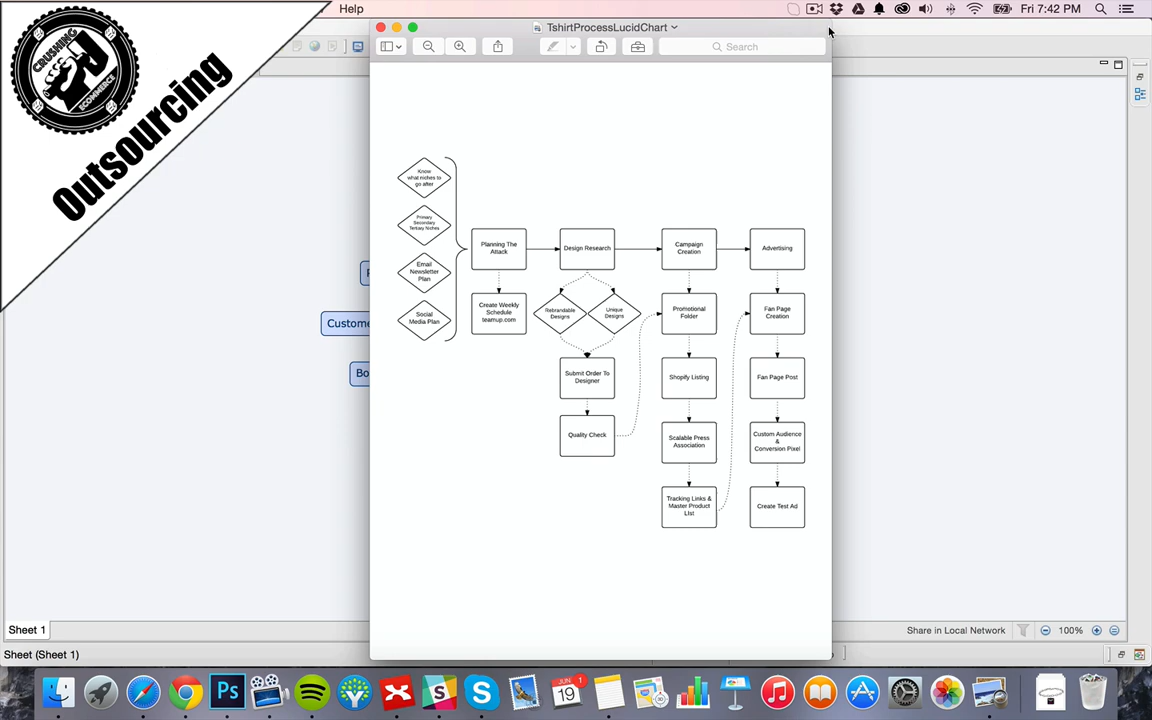 Help
Fri 7:42 PM
TshirtProcessLucidChart
Search
CRUSHING
ECOMMERCE
Outsourcing
Know
what niches to
go after
Primary
Secondary
Tertiary Niches
Email
Newsletter
Plan
Social
Media Plan
Planning The
Attack
Create Weekly
Schedule
teamup.com
Design Research
Rebrandable
Designs
Unique
Designs
Submit Order To
Designer
Quality Check
Campaign
Creation
Promotional
Folder
Shopify Listing
Scalable Press
Association
Tracking Links &
Master Product
LIst
Advertising
Fan Page
Creation
Fan Page Post
Custom Audience
&
Conversion Pixel
Create Test Ad
Custome
Bo
Sheet 1
Share in Local Network
100%
Sheet (Sheet 1)
Ps
JUN
1
19